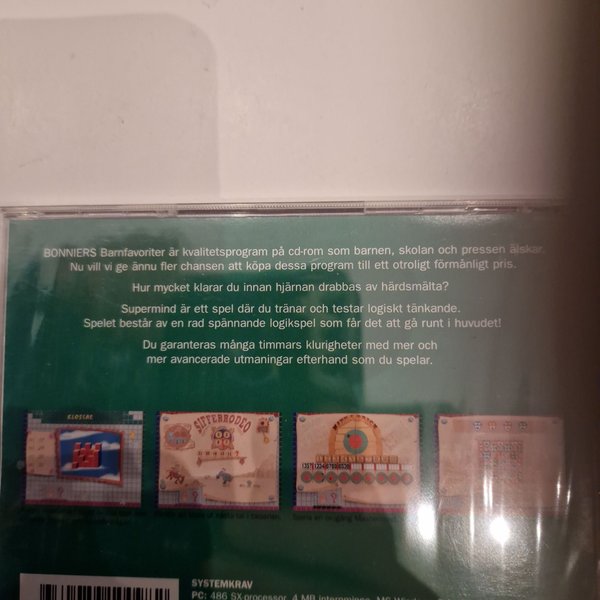 BONNIERS Barnfavoriter är kvalitetsprogram på cd-rom som barnen, skolan och pressen älskar.
Nu vill vi ge ännu fler chansen att köpa dessa program till ett otroligt förmånligt pris.
Hur mycket klarar du innan hjärnan drabbas av härdsmälta?
Supermind är ett spel där du tränar och testar logiskt tänkande.
Spelet består av en rad spännande logikspel som får det att gå runt i huvudet!
Du garanteras många timmars klurigheter med mer och
mer avancerade utmaningar efterhand som du spelar.
KLOSSAR
SIFFERRODEO
SYSTEMKRAV
PC: 486 SX-processor, 4 MB internminne, MS